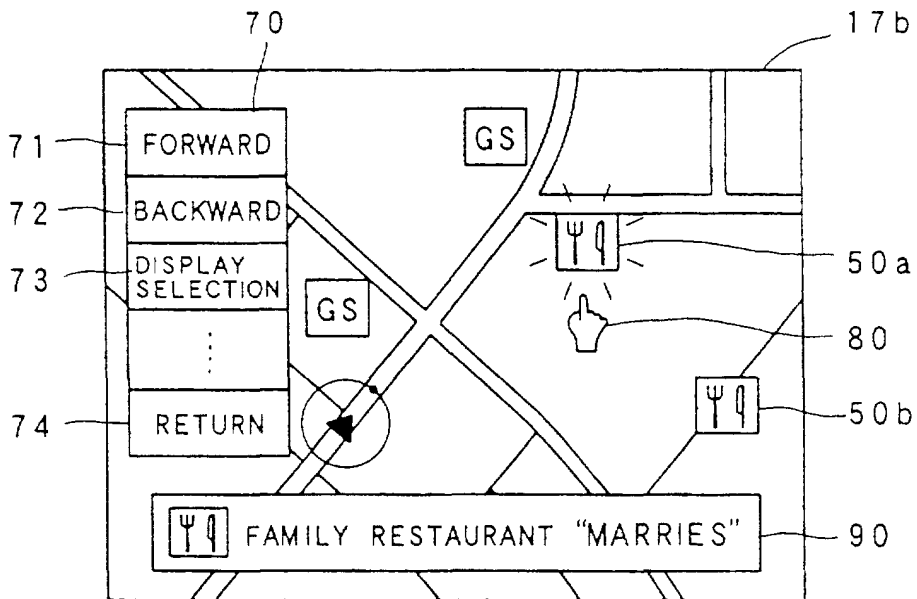 70
17b
71
FORWARD
GS
72
BACKWARD
73
DISPLAY
SELECTION
50a
GS
80
74
RETURN
50b
FAMILY RESTAURANT "MARRIES"
90